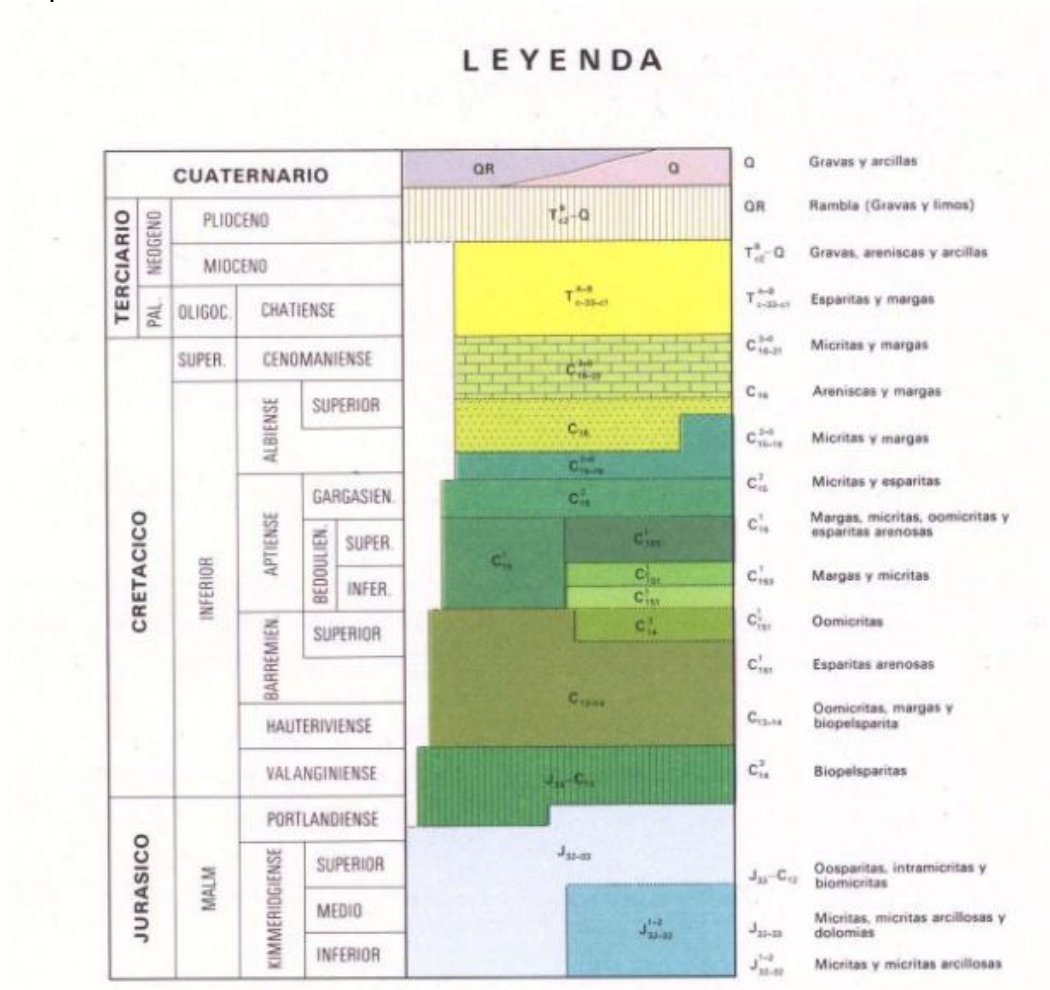 LEYENDA
CUATERNARIO
TERCIARIO
NEOGENO
PLIOCENO
MIOCENO
PAL.
OLIGOC.
CHATIENSE
CRETACICO
SUPER.
CENOMANIENSE
INFERIOR
ALBIENSE
SUPERIOR
APTIENSE
GARGASIEN.
BEDOULIEN.
SUPER.
INFER.
BARREMIEN.
SUPERIOR
HAUTERIVIENSE
VALANGINIENSE
JURASICO
MALM
PORTLANDIENSE
KIMMERIDGIENSE
SUPERIOR
MEDIO
INFERIOR
QR
Q
Q Gravas y arcillas
QR Rambla (Gravas y limos)
Gravas, areniscas y arcillas
Esparitas y margas
Micritas y margas
Areniscas y margas
Micritas y margas
Micritas y esparitas
Margas, micritas, oomicritas y
esparitas arenosas
Margas y micritas
Oomicritas
Esparitas arenosas
Oomicritas, margas y
biopelsparita
Biopelsparitas
Oosparitas, intramicritas y
biomicritas
Micritas, micritas arcillosas y
dolomias
Micritas y micritas arcillosas